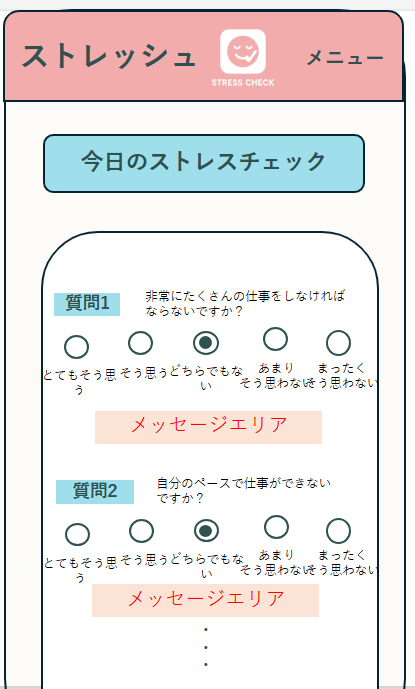 ストレッシュ
STRESS CHECK
メニュー
今日のストレスチェック
質問1
非常にたくさんの仕事をしなければ
ならないですか？
とてもそう思
う
そう思う
どちらでもな
い
あまり
そう思わない
まったく
そう思わない
メッセージエリア
質問2
自分のペースで仕事ができない
ですか？
とてもそう思
う
そう思う
どちらでもな
い
あまり
そう思わない
まったく
そう思わない
メッセージエリア
・
・
・